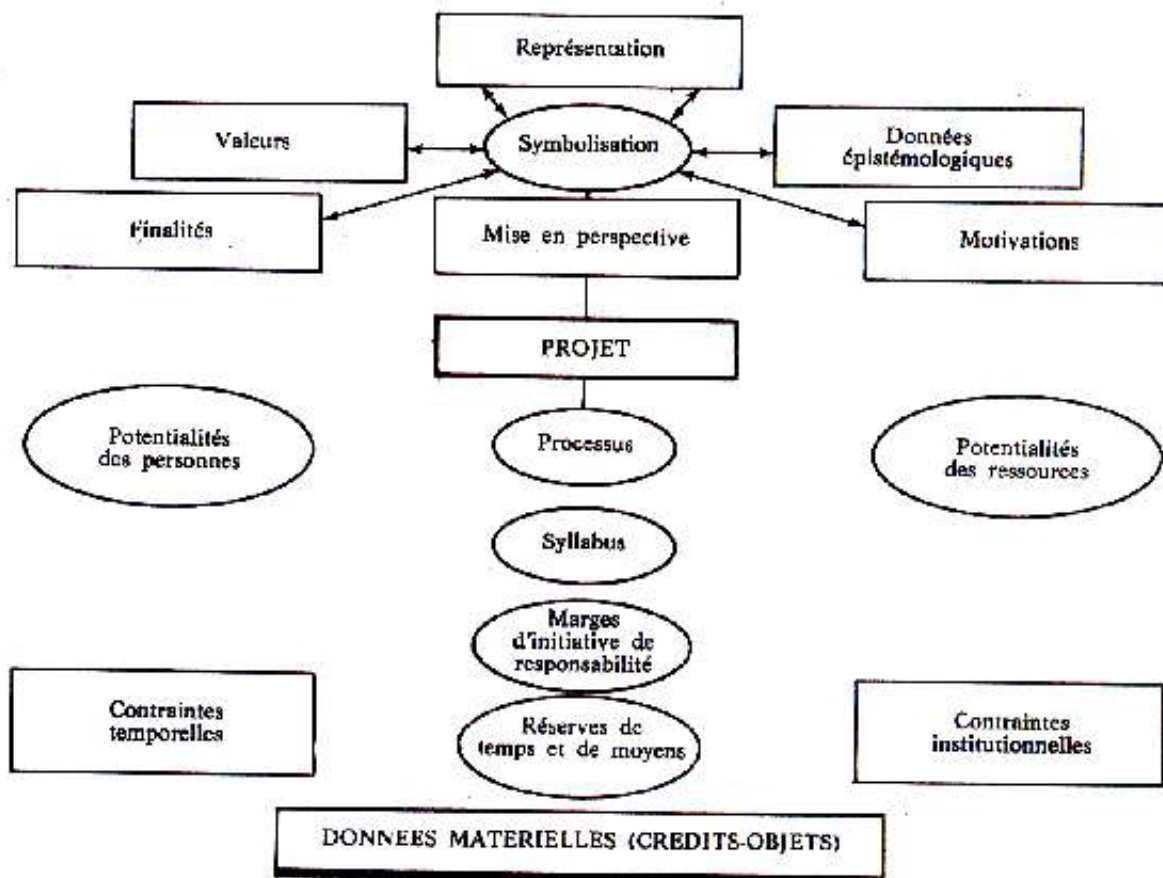 Représentation
Valeurs
Symbolisation
Données
épistémologiques
Finalités
Mise en perspective
Motivations
PROJET
Potentialités
des personnes
Processus
Potentialités
des ressources
Syllabus
Marges
d'initiative de
responsabilité
Contraintes
temporelles
Réserves de
temps et de moyens
Contraintes
institutionnelles
DONNEES MATERIELLES (CREDITS-OBJETS)